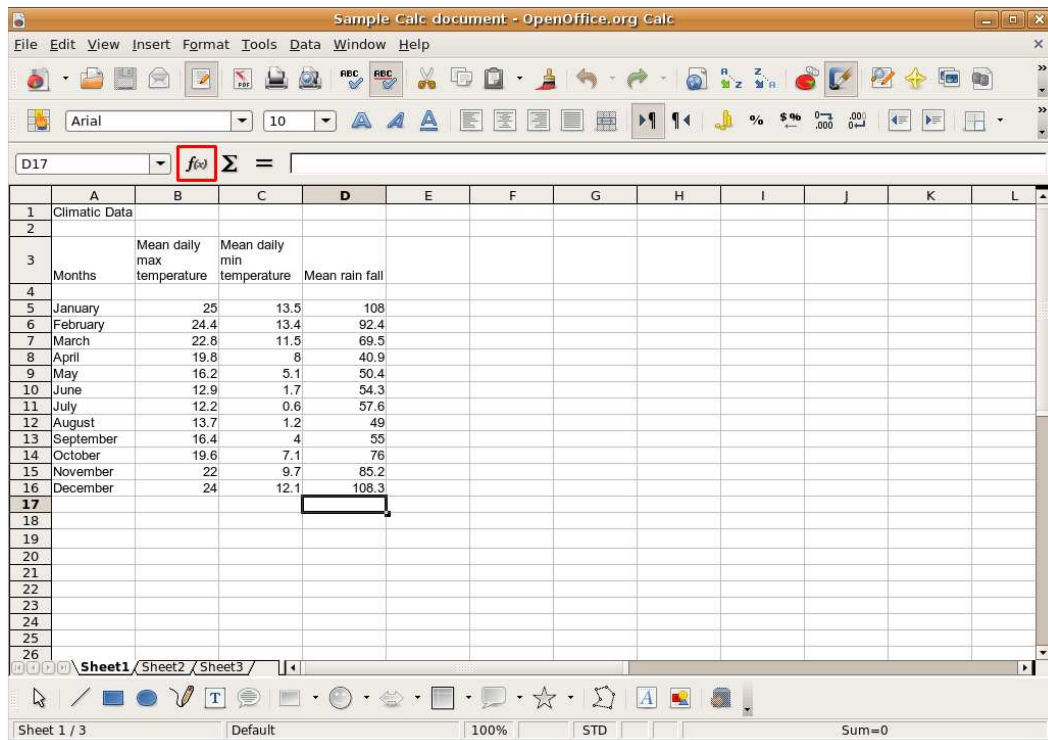 Sample Calc document - OpenOffice.org Calc
File Edit View Insert Format Tools Data Window Help
Arial 10
D17 f(x) Σ =
A B C D E F G H I J K L
1 Climatic Data
2
3 Months Mean daily max temperature Mean daily min temperature Mean rain fall
4
5 January 25 13.5 108
6 February 24.4 13.4 92.4
7 March 22.8 11.5 69.5
8 April 19.8 8 40.9
9 May 16.2 5.1 50.4
10 June 12.9 1.7 54.3
11 July 12.2 0.6 57.6
12 August 13.7 1.2 49
13 September 16.4 4 55
14 October 19.6 7.1 76
15 November 22 9.7 85.2
16 December 24 12.1 108.3
17
18
19
20
21
22
23
24
25
26
Sheet1 Sheet2 Sheet3
Sheet 1 / 3 Default 100% STD Sum=0